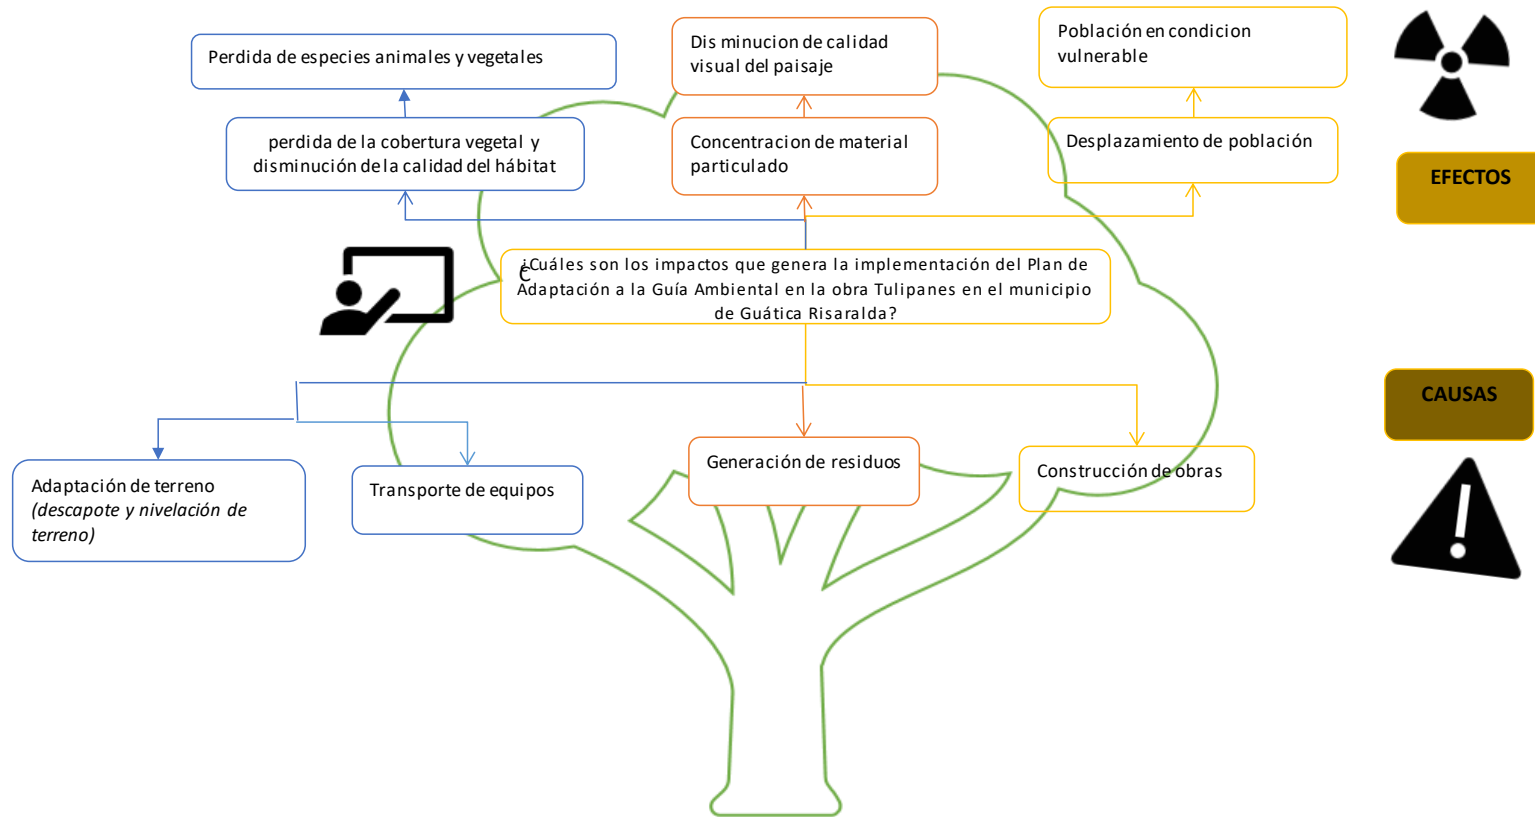 Perdida de especies animales y vegetales
Dis minucion de calidad
visual del paisaje
Población en condicion
vulnerable
perdida de la cobertura vegetal y
disminución de la calidad del hábitat
Concentracion de material
particulado
Desplazamiento de población
EFECTOS
C
¿Cuáles son los impactos que genera la implementación del Plan de
Adaptación a la Guía Ambiental en la obra Tulipanes en el municipio
de Guática Risaralda?
CAUSAS
Adaptación de terreno
(descapote y nivelación de
terreno)
Transporte de equipos
Generación de residuos
Construcción de obras